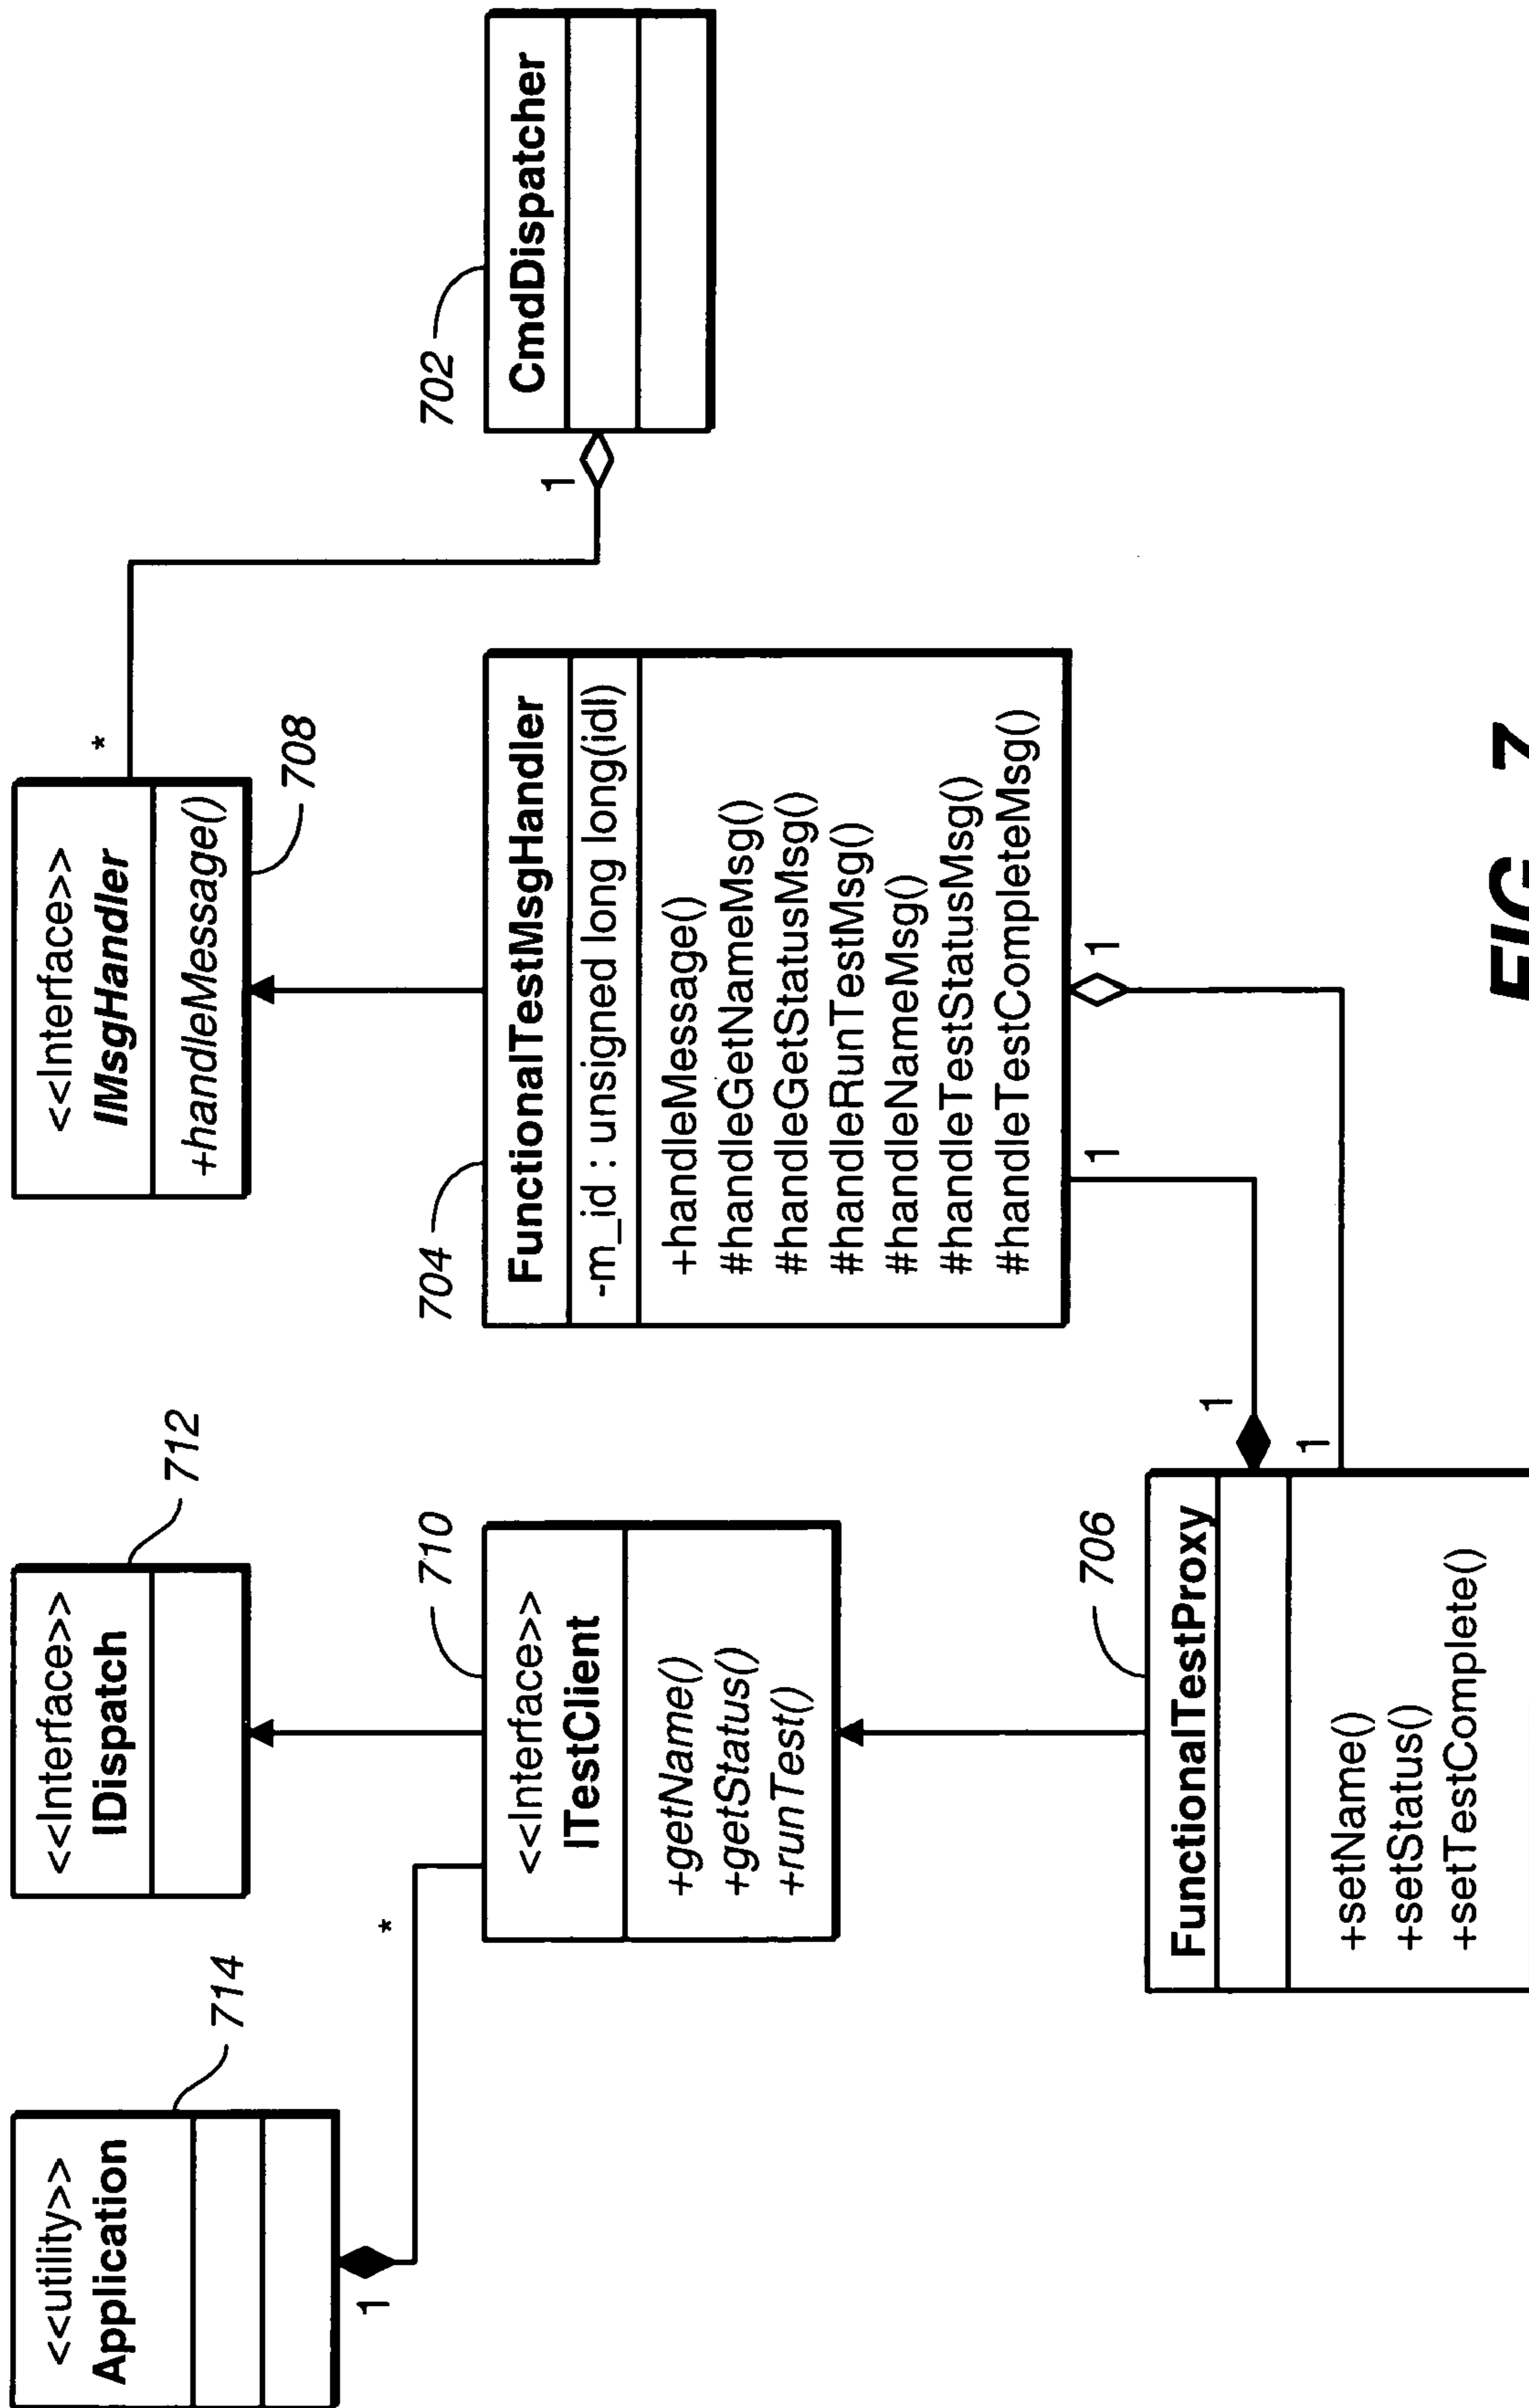 <<utility>>
Application
714
1
*
<<Interface>>
IDispatch
712
<<Interface>>
ITestClient
+getName()
+getStatus()
+runTest()
710
FunctionalTestProxy
+setName()
+setStatus()
+setTestComplete()
706
1
1
<<Interface>>
IMsgHandler
+handleMessage()
708
*
704
FunctionalTestMsgHandler
-m_id : unsigned long long(idl)
+handleMessage()
#handleGetNameMsg()
#handleGetStatusMsg()
#handleRunTestMsg()
#handleNameMsg()
#handleTestStatusMsg()
#handleTestCompleteMsg()
1
1
702
CmdDispatcher
1
FIG._7